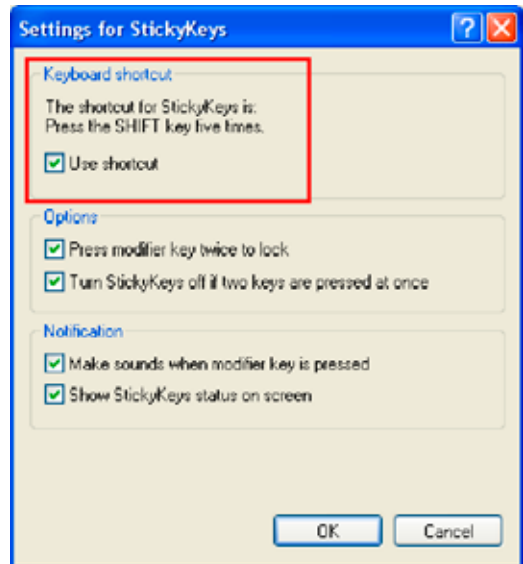 Settings for StickyKeys
Keyboard shortcut
The shortcut for StickyKeys is:
Press the SHIFT key five times.
Use shortcut
Options
Press modifier key twice to lock
Turn StickyKeys off if two keys are pressed at once
Notification
Make sounds when modifier key is pressed
Show StickyKeys status on screen
OK Cancel